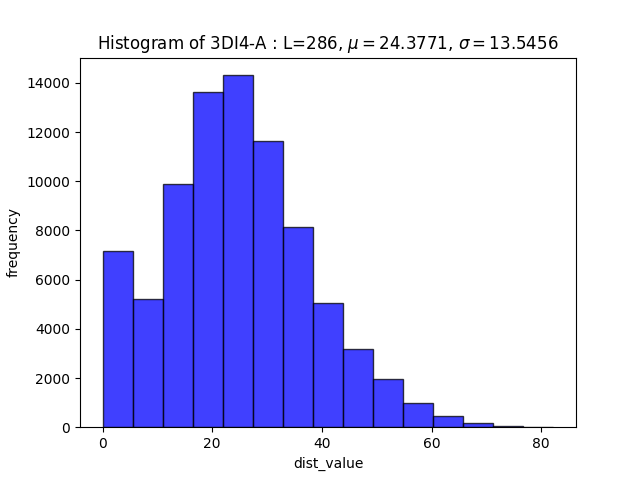 Histogram of 3DI4-A : L=286, μ = 24.3771, σ = 13.5456
14000
12000
10000
8000
6000
4000
2000
0
frequency
0 20 40 60 80
dist_value